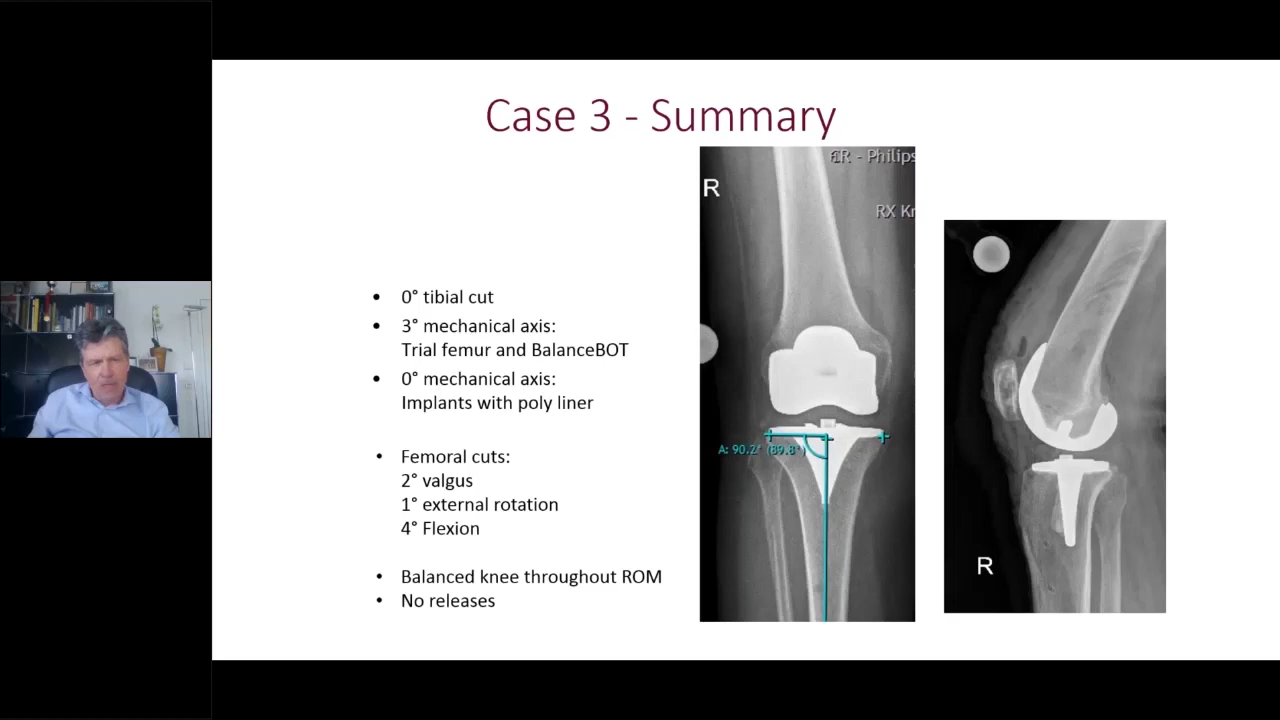 Case 3 - Summary
• 0° tibial cut
• 3° mechanical axis:
Trial femur and BalanceBOT
• 0° mechanical axis:
Implants with poly liner
• Femoral cuts:
2° valgus
1° external rotation
4° Flexion
• Balanced knee throughout ROM
• No releases
- Philips
R
RX Kr
A: 90.2° (89.8°)
R